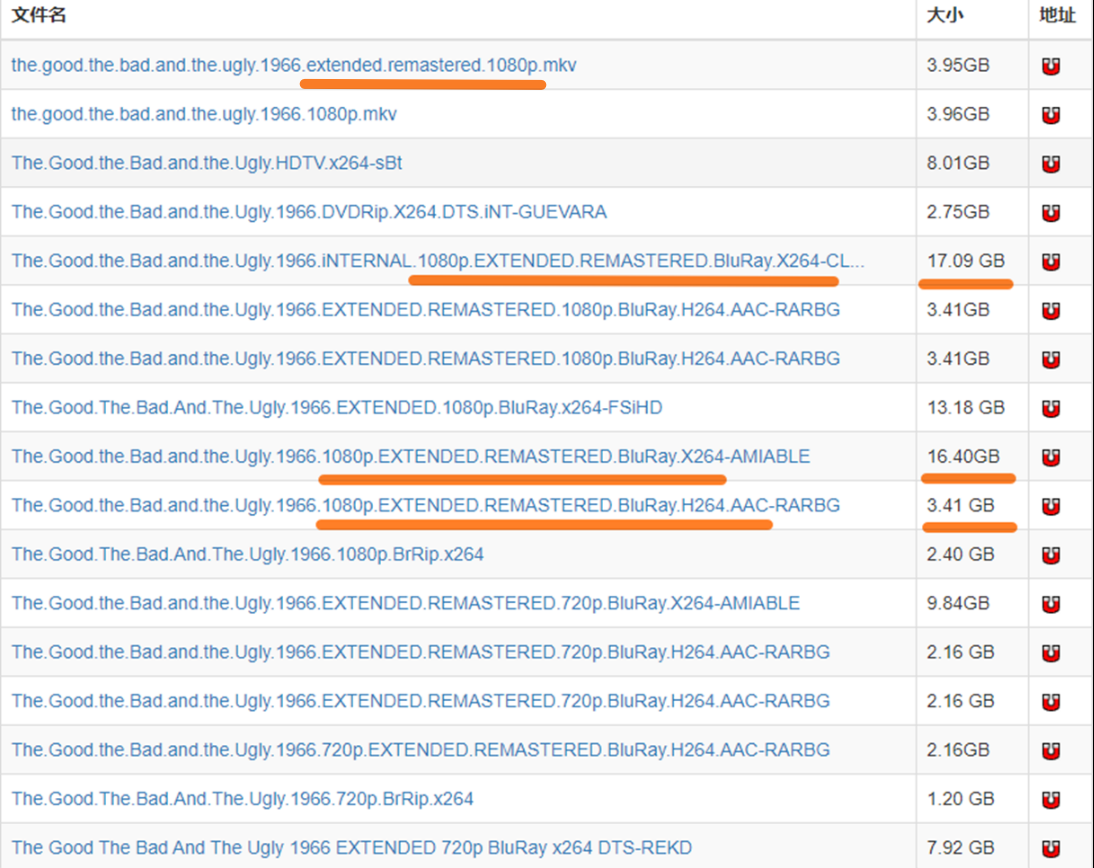 文件名 大小 地址
the.good.the.bad.and.the.ugly.1966.extended.remastered.1080p.mkv 3.95GB
the.good.the.bad.and.the.ugly.1966.1080p.mkv 3.96GB
The.Good.the.Bad.and.the.Ugly.HDTV.x264-sBt 8.01GB
The.Good.the.Bad.and.the.Ugly.1966.DVDRip.X264.DTS.iNT-GUEVARA 2.75GB
The.Good.the.Bad.and.the.Ugly.1966.iNTERNAL.1080p.EXTENDED.REMASTERED.BluRay.X264-CL... 17.09 GB
The.Good.the.Bad.and.the.Ugly.1966.EXTENDED.REMASTERED.1080p.BluRay.H264.AAC-RARBG 3.41GB
The.Good.the.Bad.and.the.Ugly.1966.EXTENDED.REMASTERED.1080p.BluRay.H264.AAC-RARBG 3.41GB
The.Good.The.Bad.And.The.Ugly.1966.EXTENDED.1080p.BluRay.x264-FSiHD 13.18 GB
The.Good.the.Bad.and.the.Ugly.1966.1080p.EXTENDED.REMASTERED.BluRay.X264-AMIABLE 16.40GB
The.Good.the.Bad.and.the.Ugly.1966.1080p.EXTENDED.REMASTERED.BluRay.H264.AAC-RARBG 3.41 GB
The.Good.The.Bad.And.The.Ugly.1966.1080p.BrRip.x264 2.40 GB
The.Good.the.Bad.and.the.Ugly.1966.EXTENDED.REMASTERED.720p.BluRay.X264-AMIABLE 9.84GB
The.Good.the.Bad.and.the.Ugly.1966.EXTENDED.REMASTERED.720p.BluRay.H264.AAC-RARBG 2.16 GB
The.Good.the.Bad.and.the.Ugly.1966.EXTENDED.REMASTERED.720p.BluRay.H264.AAC-RARBG 2.16 GB
The.Good.the.Bad.and.the.Ugly.1966.720p.EXTENDED.REMASTERED.BluRay.H264.AAC-RARBG 2.16GB
The.Good.The.Bad.And.The.Ugly.1966.720p.BrRip.x264 1.20 GB
The Good The Bad And The Ugly 1966 EXTENDED 720p BluRay x264 DTS-REKD 7.92 GB